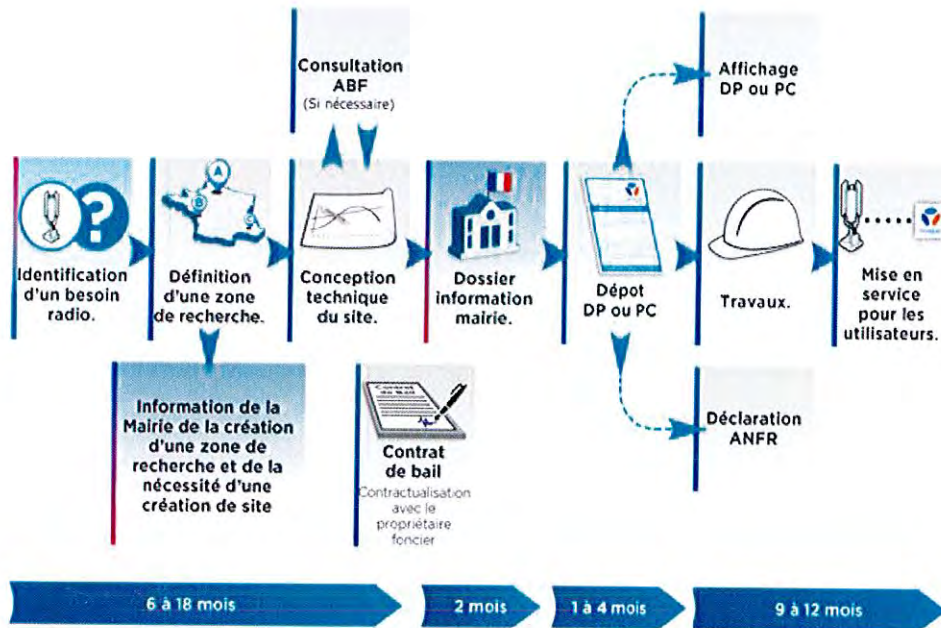 Consultation
ABF
(Si nécessaire)
Affichage
DP ou PC
A
B
Identification
d'un besoin
radio.
Définition
d'une zone
de recherche.
Conception
technique
du site.
Dossier
information
mairie.
Dépot
DP ou PC
Travaux.
Mise en
service
pour les
utilisateurs.
Information de la
Mairie de la création
d'une zone de
recherche et de la
nécessité d'une
création de site
Contrat
de Bail
Contrat
de bail
Contractualisation
avec le
propriétaire
foncier
Déclaration
ANFR
6 à 18 mois
2 mois
1 à 4 mois
9 à 12 mois